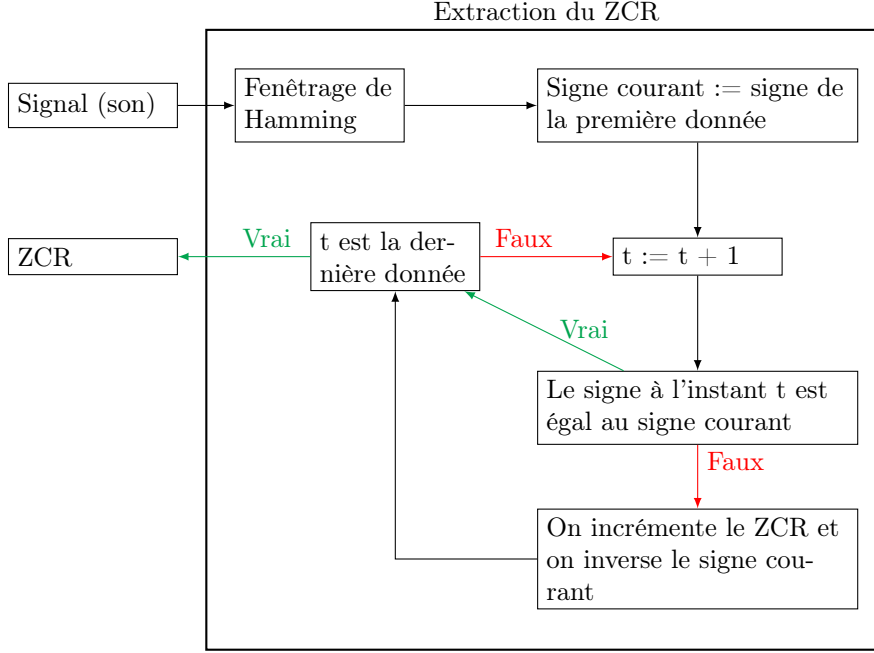 Extraction du ZCR
Signal (son)
Fenêtrage de
Hamming
Signe courant := signe de
la première donnée
ZCR
Vrai
t est la der-
nière donnée
Faux
t := t + 1
Vrai
Le signe à l'instant t est
égal au signe courant
Faux
On incrémente le ZCR et
on inverse le signe cou-
rant